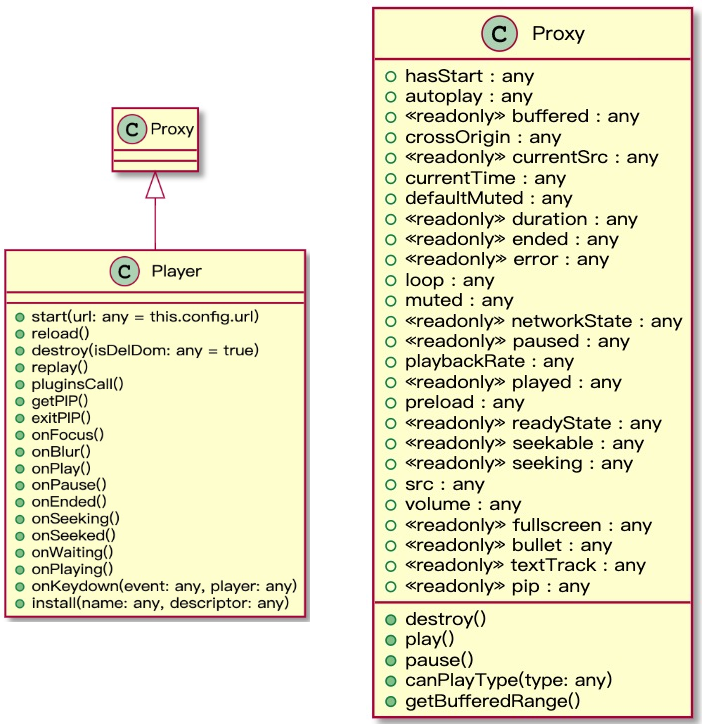 C Proxy
C Player
start(url: any = this.config.url)
reload()
destroy(isDelDom: any = true)
replay()
pluginsCall()
getPIP()
exitPIP()
onFocus()
onBlur()
onPlay()
onPause()
onEnded()
onSeeking()
onSeeked()
onWaiting()
onPlaying()
onKeydown(event: any, player: any)
install(name: any, descriptor: any)
C Proxy
hasStart : any
autoplay : any
«readonly» buffered : any
crossOrigin : any
«readonly» currentSrc : any
currentTime : any
defaultMuted : any
«readonly» duration : any
«readonly» ended : any
«readonly» error : any
loop : any
muted : any
«readonly» networkState : any
«readonly» paused : any
playbackRate : any
«readonly» played : any
preload : any
«readonly» readyState : any
«readonly» seekable : any
«readonly» seeking : any
src : any
volume : any
«readonly» fullscreen : any
«readonly» bullet : any
«readonly» textTrack : any
«readonly» pip : any
destroy()
play()
pause()
canPlayType(type: any)
getBufferedRange()